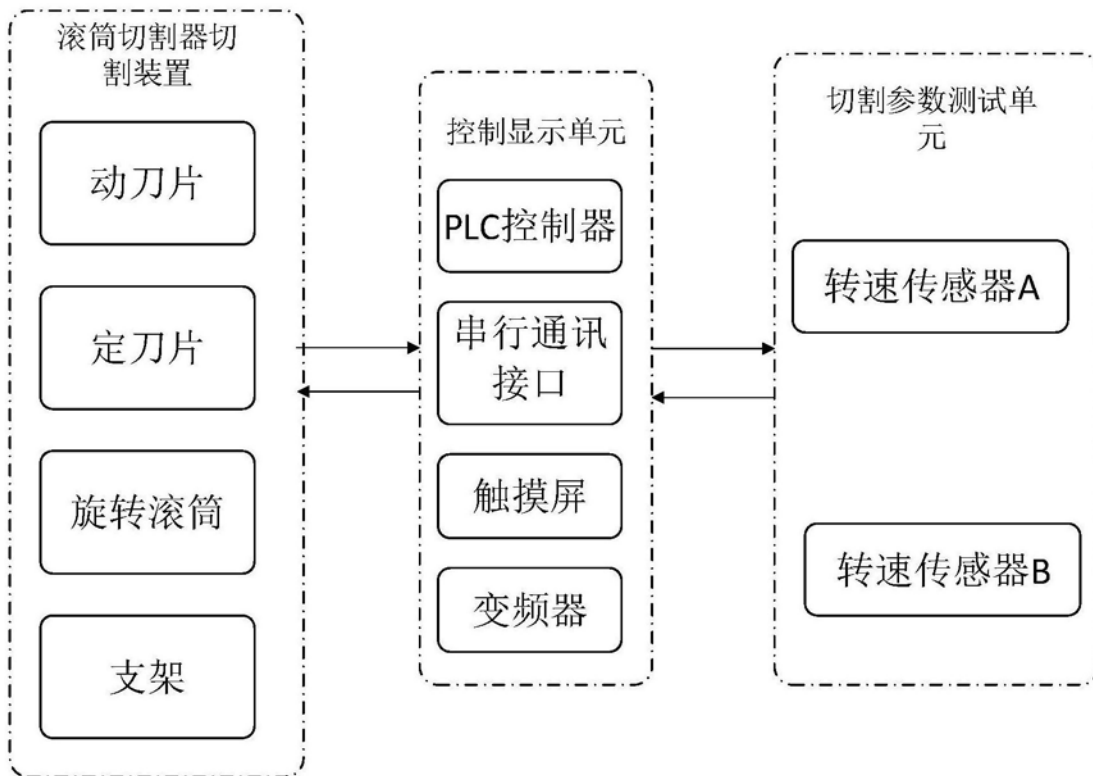 滚筒切割器切
割装置
动刀片
定刀片
旋转滚筒
支架
控制显示单元
PLC控制器
串行通讯
接口
触摸屏
变频器
切割参数测试单
元
转速传感器A
转速传感器B